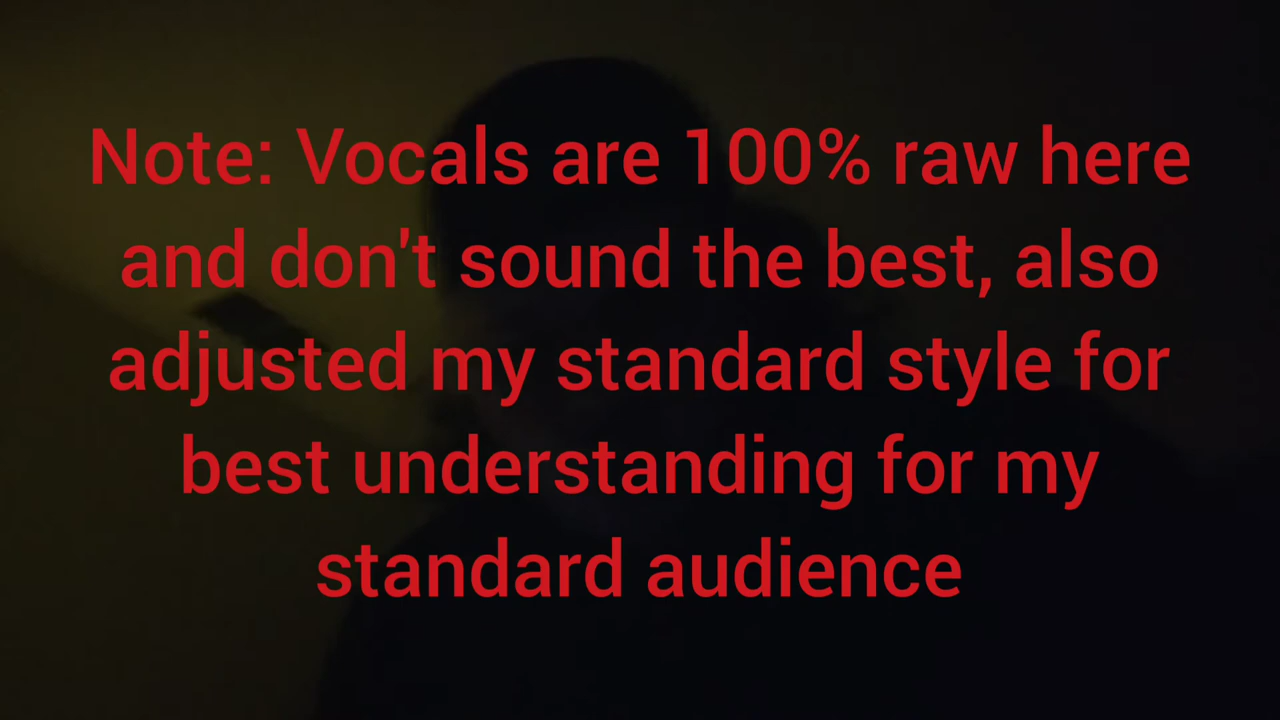 Note: Vocals are 100% raw here
and don't sound the best, also
adjusted my standard style for
best understanding for my
standard audience